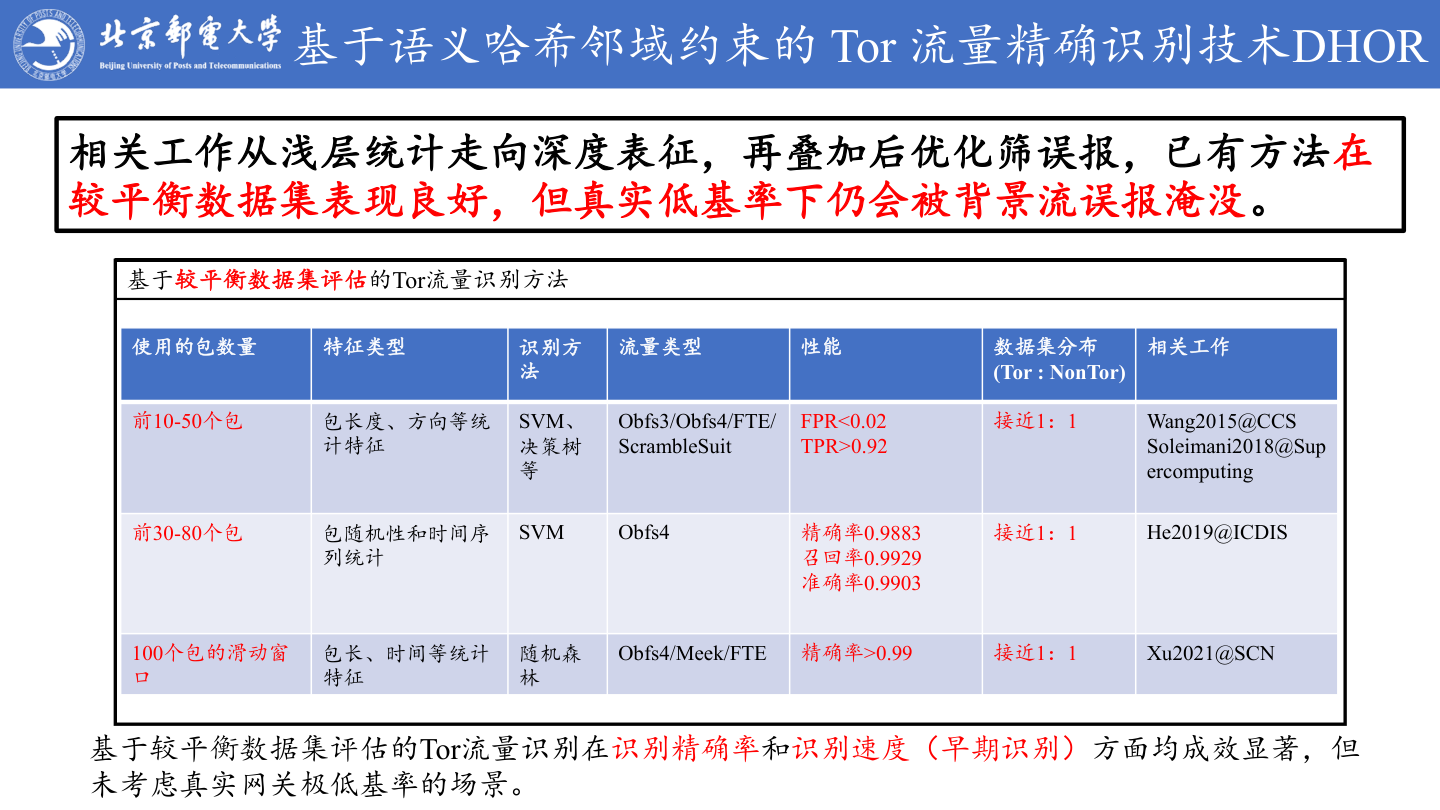 北京邮电大学
Beijing University of Posts and Telecommunications
基于语义哈希邻域约束的 Tor 流量精确识别技术DHOR
相关工作从浅层统计走向深度表征，再叠加后优化筛误报，已有方法在
较平衡数据集表现良好，但真实低基率下仍会被背景流误报淹没。
基于较平衡数据集评估的Tor流量识别方法
使用的包数量
特征类型
识别方
法
流量类型
性能
数据集分布
(Tor : NonTor)
相关工作
前10-50个包
包长度、方向等统
计特征
SVM、
决策树
等
Obfs3/Obfs4/FTE/
ScrambleSuit
FPR<0.02
TPR>0.92
接近1：1
Wang2015@CCS
Soleimani2018@Sup
ercomputing
前30-80个包
包随机性和时间序
列统计
SVM
Obfs4
精确率0.9883
召回率0.9929
准确率0.9903
接近1：1
He2019@ICDIS
100个包的滑动窗
口
包长、时间等统计
特征
随机森
林
Obfs4/Meek/FTE
精确率>0.99
接近1：1
Xu2021@SCN
基于较平衡数据集评估的Tor流量识别在识别精确率和识别速度（早期识别）方面均成效显著，但
未考虑真实网关极低基率的场景。